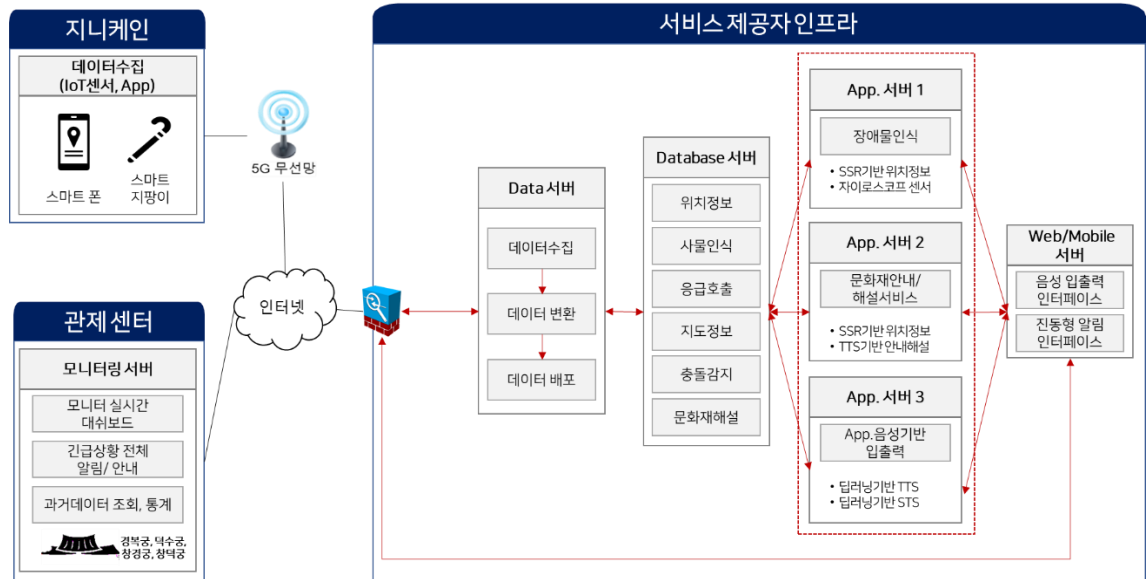 지니케인
데이터수집
(IoT센서, App)
스마트 폰
스마트
지팡이
5G 무선망
인터넷
관제 센터
모니터링 서버
모니터 실시간
대쉬보드
긴급상황 전체
알림/ 안내
과거데이터 조회, 통계
경복궁, 덕수궁,
창경궁, 창덕궁
서비스 제공자 인프라
Data 서버
데이터수집
데이터 변환
데이터 배포
Database 서버
위치정보
사물인식
응급호출
지도정보
충돌감지
문화재해설
App. 서버 1
장애물인식
• SSR기반 위치정보
• 자이로스코프 센서
App. 서버 2
문화재안내/
해설서비스
• SSR기반 위치정보
• TTS기반 안내해설
App. 서버 3
App.음성기반
입출력
• 딥러닝기반 TTS
• 딥러닝기반 STS
Web/Mobile
서버
음성 입출력
인터페이스
진동형 알림
인터페이스